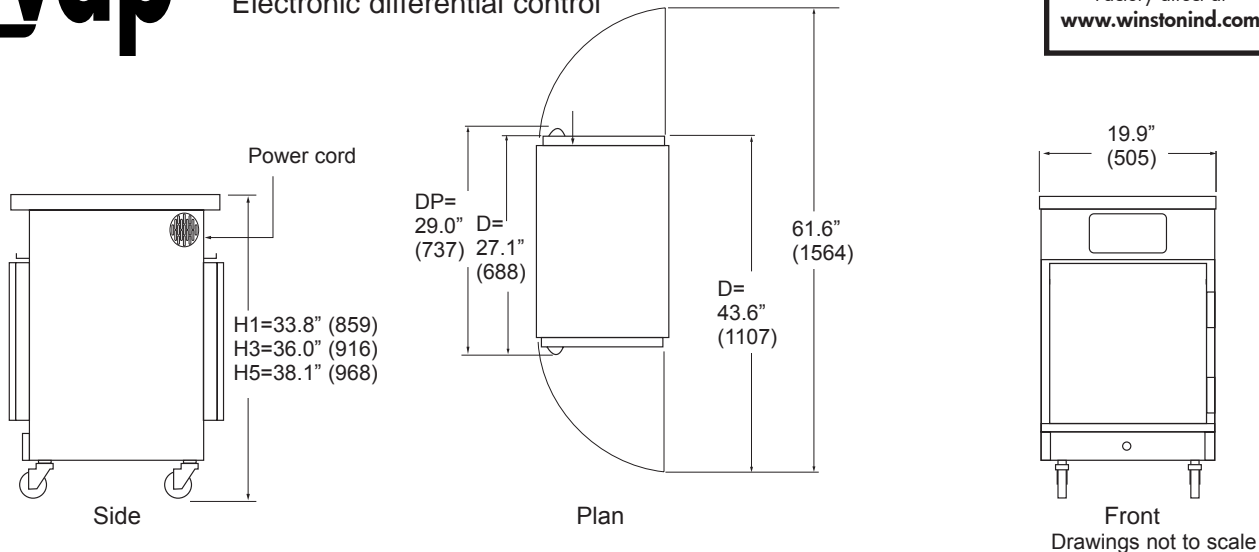 vap
Electronic differential control
www.winstonind.com
Power cord
H1=33.8” (859)
H3=36.0” (916)
H5=38.1” (968)
Side
DP=
29.0”
(737)
D=
27.1”
(688)
D=
43.6”
(1107)
61.6”
(1564)
Plan
19.9”
(505)
Front
Drawings not to scale